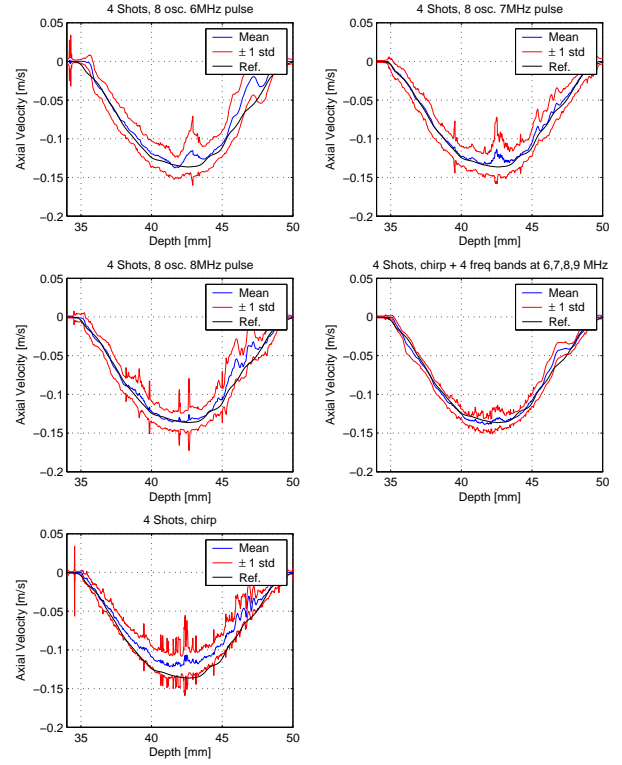 4 Shots, 8 osc. 6MHz pulse
0.05
0
−0.05
−0.1
−0.15
−0.2
Axial Velocity [m/s]
Mean
± 1 std
Ref.
35 40 45 50
Depth [mm]
4 Shots, 8 osc. 7MHz pulse
0.05
0
−0.05
−0.1
−0.15
−0.2
Axial Velocity [m/s]
Mean
± 1 std
Ref.
35 40 45 50
Depth [mm]
4 Shots, 8 osc. 8MHz pulse
0.05
0
−0.05
−0.1
−0.15
−0.2
Axial Velocity [m/s]
Mean
± 1 std
Ref.
35 40 45 50
Depth [mm]
4 Shots, chirp + 4 freq bands at 6,7,8,9 MHz
0.05
0
−0.05
−0.1
−0.15
−0.2
Axial Velocity [m/s]
Mean
± 1 std
Ref.
35 40 45 50
Depth [mm]
4 Shots, chirp
0.05
0
−0.05
−0.1
−0.15
−0.2
Axial Velocity [m/s]
Mean
± 1 std
Ref.
35 40 45 50
Depth [mm]